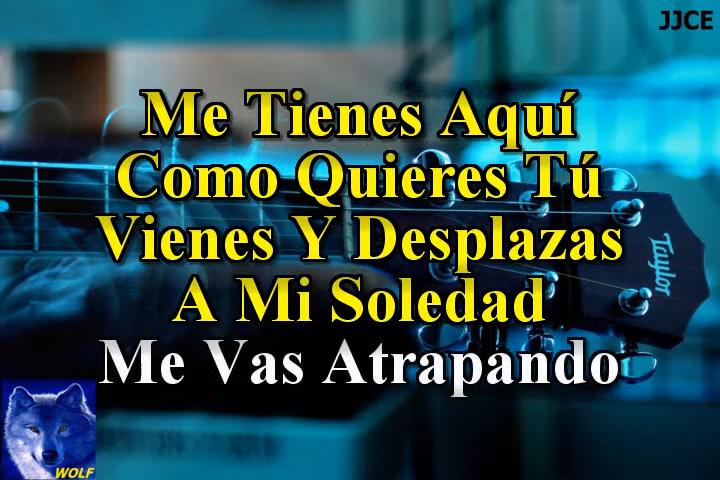 JJCE
Me Tienes Aquí
Como Quieres Tú
Vienes Y Desplazas
A Mi Soledad
Me Vas Atrapando
Taylor
WOLF